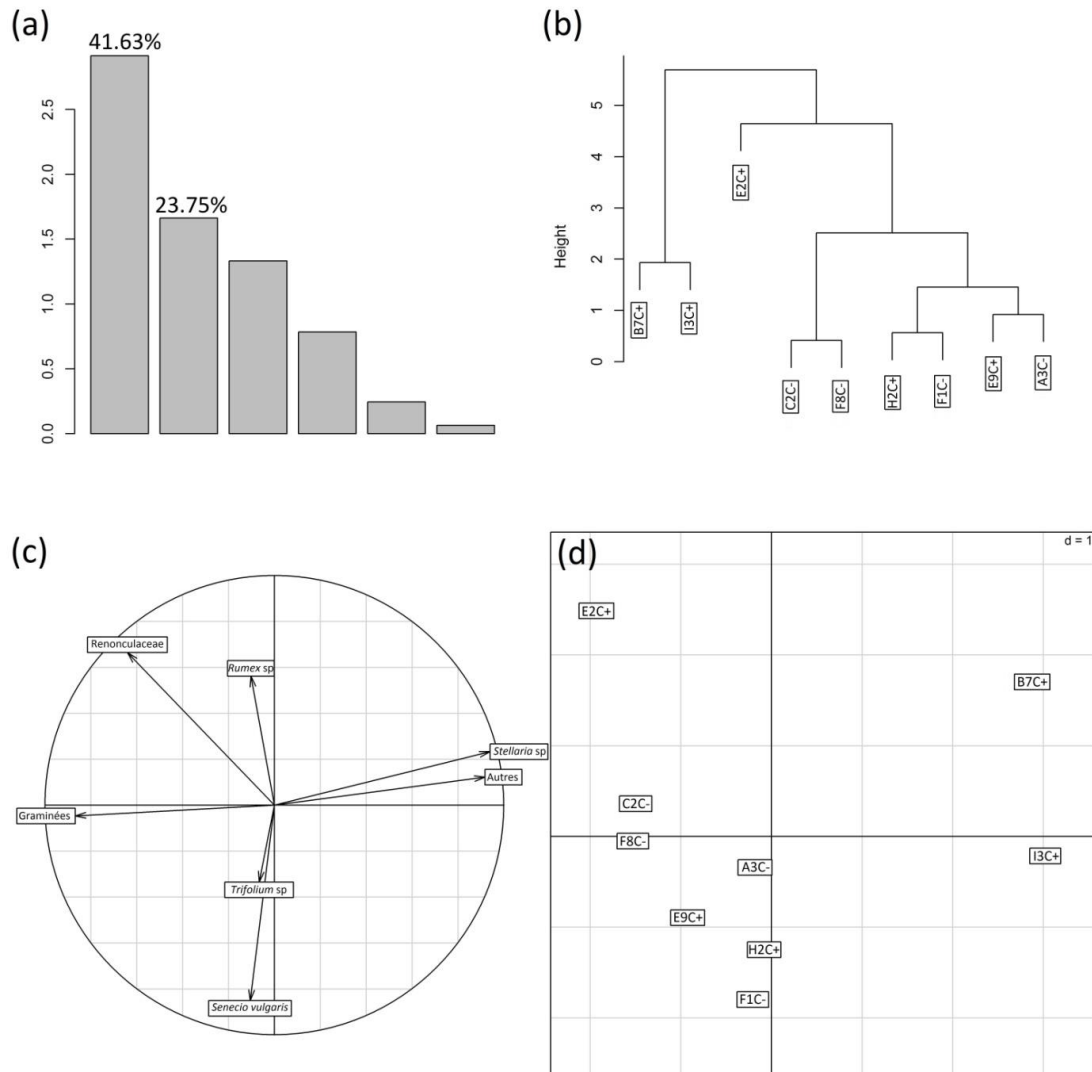 (a)
41.63%
23.75%
2.5
2.0
1.5
1.0
0.5
0.0
(b)
Height
5
4
3
2
1
0
E2C+
B7C+
I3C+
C2C-
F8C-
H2C+
F1C-
E9C+
A3C-
(c)
Renonculaceae
Rumex sp
Stellaria sp
Autres
Graminées
Trifolium sp
Senecio vulgaris
(d)
d = 1
E2C+
B7C+
C2C-
F8C-
I3C+
A3C-
E9C+
H2C+
F1C-